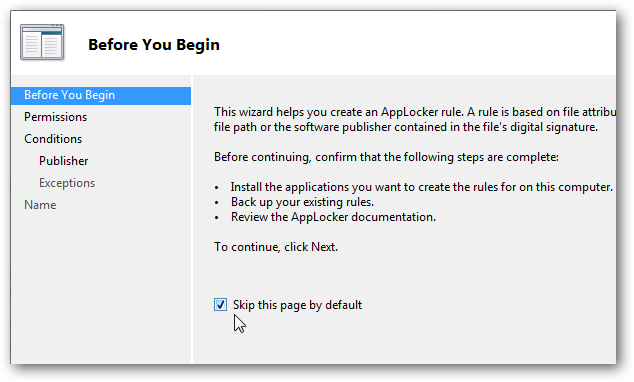 Before You Begin
Before You Begin
Permissions
Conditions
Publisher
Exceptions
Name
This wizard helps you create an AppLocker rule. A rule is based on file attribu
file path or the software publisher contained in the file's digital signature.
Before continuing, confirm that the following steps are complete:
• Install the applications you want to create the rules for on this computer.
• Back up your existing rules.
• Review the AppLocker documentation.
To continue, click Next.
Skip this page by default